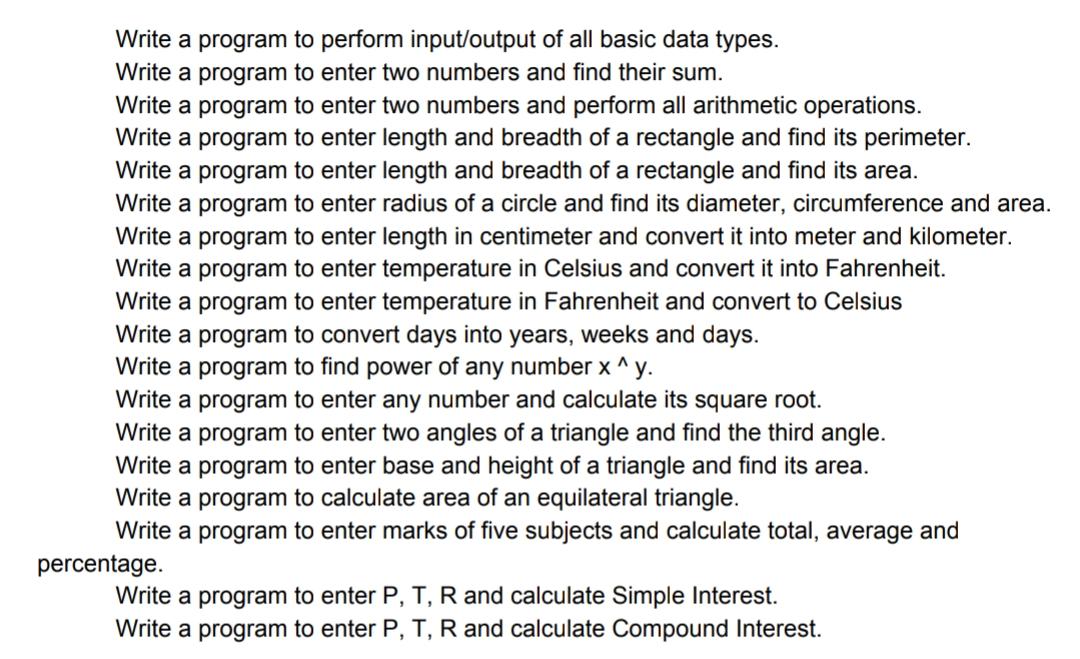 Write a program to perform input/output of all basic data types.
Write a program to enter two numbers and find their sum.
Write a program to enter two numbers and perform all arithmetic operations.
Write a program to enter length and breadth of a rectangle and find its perimeter.
Write a program to enter length and breadth of a rectangle and find its area.
Write a program to enter radius of a circle and find its diameter, circumference and area.
Write a program to enter length in centimeter and convert it into meter and kilometer.
Write a program to enter temperature in Celsius and convert it into Fahrenheit.
Write a program to enter temperature in Fahrenheit and convert to Celsius
Write a program to convert days into years, weeks and days.
Write a program to find power of any number x ^ y.
Write a program to enter any number and calculate its square root.
Write a program to enter two angles of a triangle and find the third angle.
Write a program to enter base and height of a triangle and find its area.
Write a program to calculate area of an equilateral triangle.
Write a program to enter marks of five subjects and calculate total, average and
percentage.
Write a program to enter P, T, R and calculate Simple Interest.
Write a program to enter P, T, R and calculate Compound Interest.